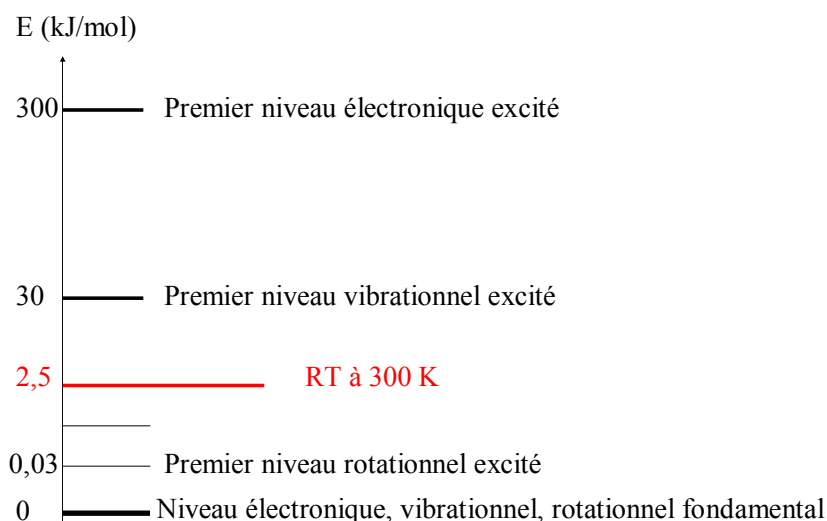 E (kJ/mol)
300 Premier niveau électronique excité
30 Premier niveau vibrationnel excité
2,5 RT à 300 K
0,03 Premier niveau rotationnel excité
0 Niveau électronique, vibrationnel, rotationnel fondamental